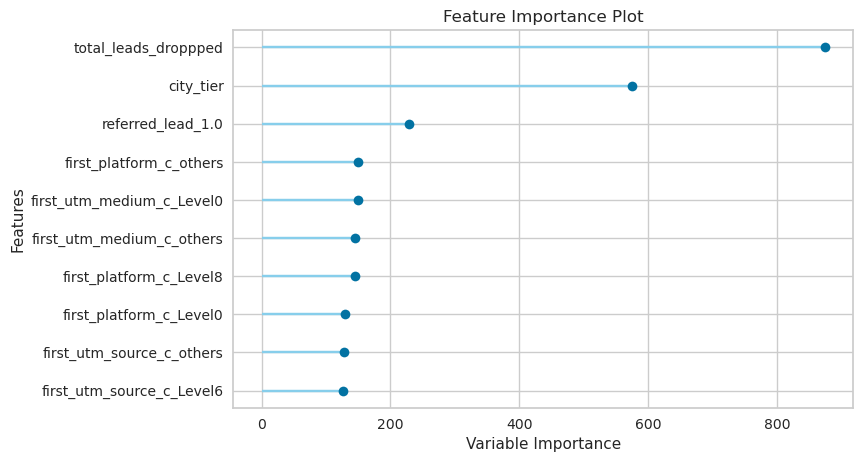 Feature Importance Plot
total_leads_droppped
city_tier
referred_lead_1.0
first_platform_c_others
first_utm_medium_c_Level0
first_utm_medium_c_others
first_platform_c_Level8
first_platform_c_Level0
first_utm_source_c_others
first_utm_source_c_Level6
Features
0 200 400 600 800
Variable Importance